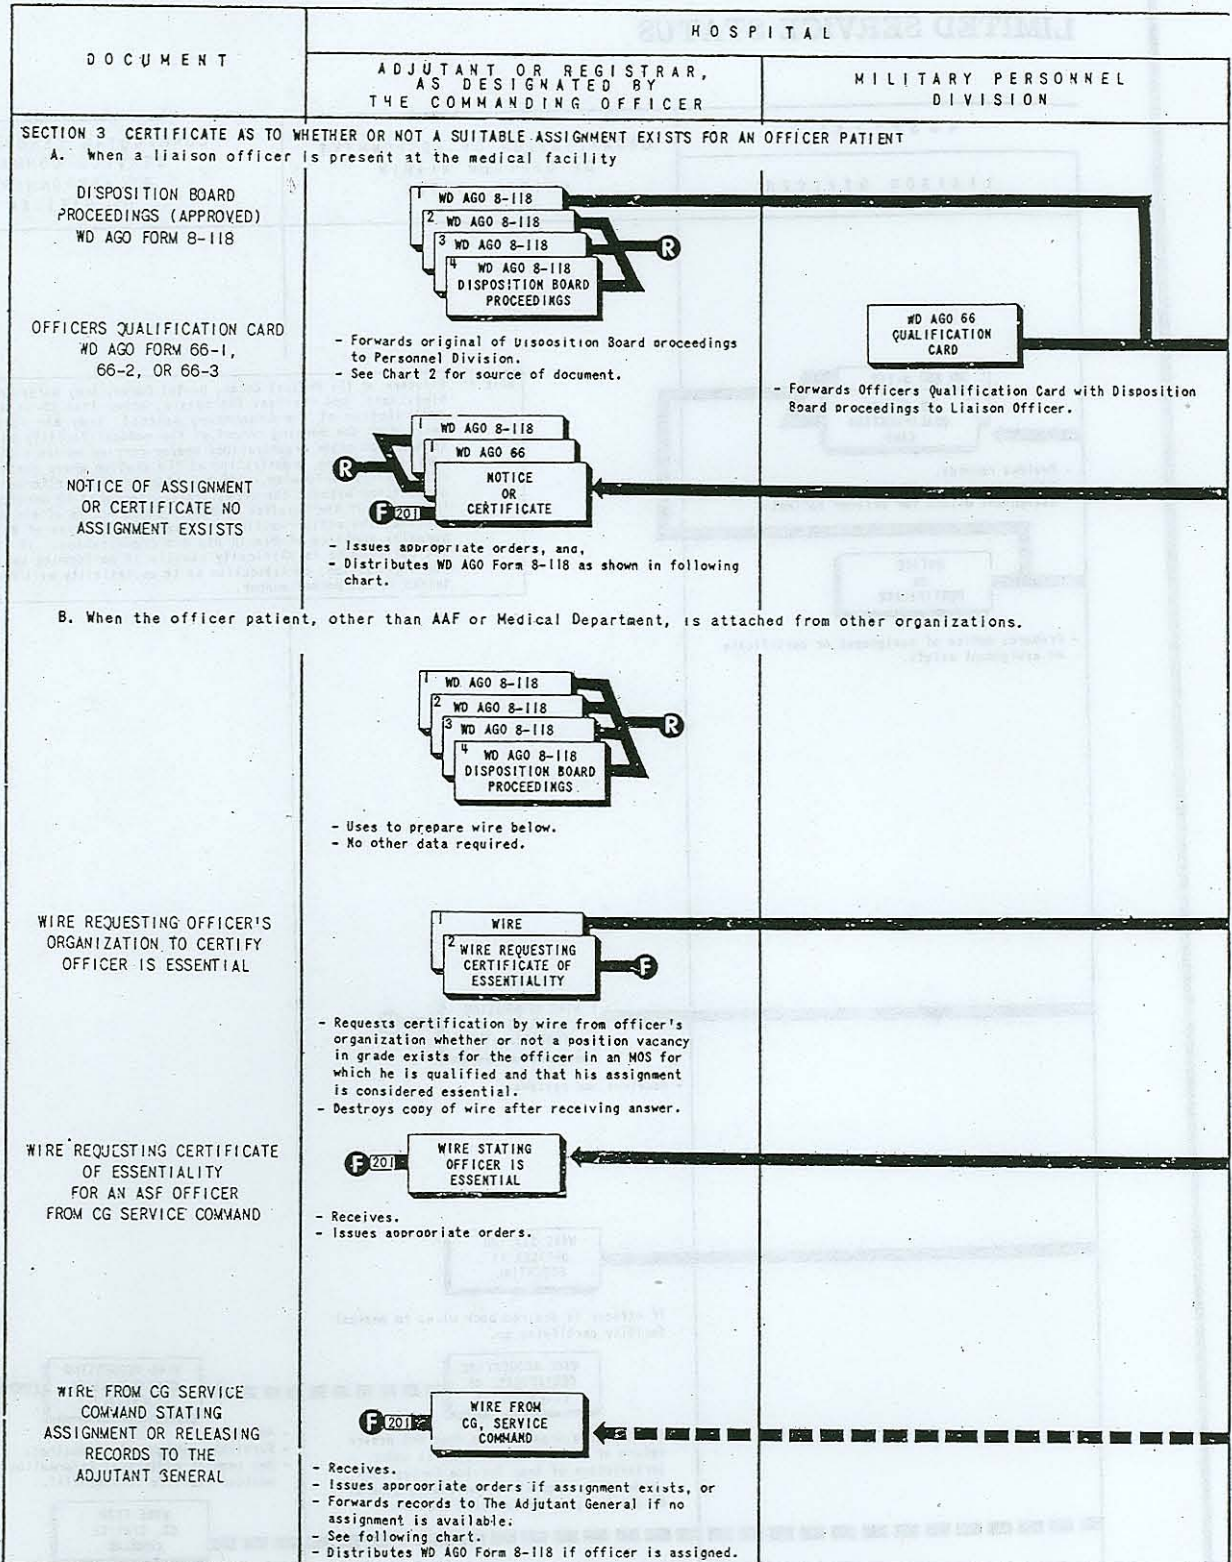 HOSPITAL
DOCUMENT
ADJUTANT OR REGISTRAR,
AS DESIGNATED BY
THE COMMANDING OFFICER
MILITARY PERSONNEL
DIVISION
SECTION 3 CERTIFICATE AS TO WHETHER OR NOT A SUITABLE ASSIGNMENT EXISTS FOR AN OFFICER PATIENT
A. When a liaison officer is present at the medical facility
DISPOSITION BOARD
PROCEEDINGS (APPROVED)
WD AGO FORM 8-118
1 WD AGO 8-118
2 WD AGO 8-118
3 WD AGO 8-118
R
4 WD AGO 8-118
DISPOSITION BOARD
PROCEEDINGS
OFFICERS QUALIFICATION CARD
WD AGO FORM 66-1,
66-2, OR 66-3
WD AGO 66
QUALIFICATION
CARD
- Forwards original of Disposition Board proceedings
to Personnel Division.
- See Chart 2 for source of document.
- Forwards Officers Qualification Card with Disposition
Board proceedings to Liaison Officer.
1 WD AGO 8-118
1 WD AGO 66
R
NOTICE
OR
CERTIFICATE
F 201
NOTICE OF ASSIGNMENT
OR CERTIFICATE NO
ASSIGNMENT EXSISTS
- Issues appropriate orders, and,
- Distributes WD AGO Form 8-118 as shown in following
chart.
B. When the officer patient, other than AAF or Medical Department, is attached from other organizations.
1 WD AGO 8-118
2 WD AGO 8-118
3 WD AGO 8-118
R
4 WD AGO 8-118
DISPOSITION BOARD
PROCEEDINGS
- Uses to prepare wire below.
- No other data required.
WIRE REQUESTING OFFICER'S
ORGANIZATION TO CERTIFY
OFFICER IS ESSENTIAL
1 WIRE
2 WIRE REQUESTING
CERTIFICATE OF
ESSENTIALITY
F
- Requests certification by wire from officer's
organization whether or not a position vacancy
in grade exists for the officer in an MOS for
which he is qualified and that his assignment
is considered essential.
- Destroys copy of wire after receiving answer.
WIRE REQUESTING CERTIFICATE
OF ESSENTIALITY
FOR AN ASF OFFICER
FROM CG SERVICE COMMAND
F 201
WIRE STATING
OFFICER IS
ESSENTIAL
- Receives.
- Issues appropriate orders.
WIRE FROM CG SERVICE
COMMAND STATING
ASSIGNMENT OR RELEASING
RECORDS TO THE
ADJUTANT GENERAL
F 201
WIRE FROM
CG, SERVICE
COMMAND
- Receives.
- Issues appropriate orders if assignment exists, or
- Forwards records to The Adjutant General if no
assignment is available.
- See following chart.
- Distributes WD AGO Form 8-118 if officer is assigned.